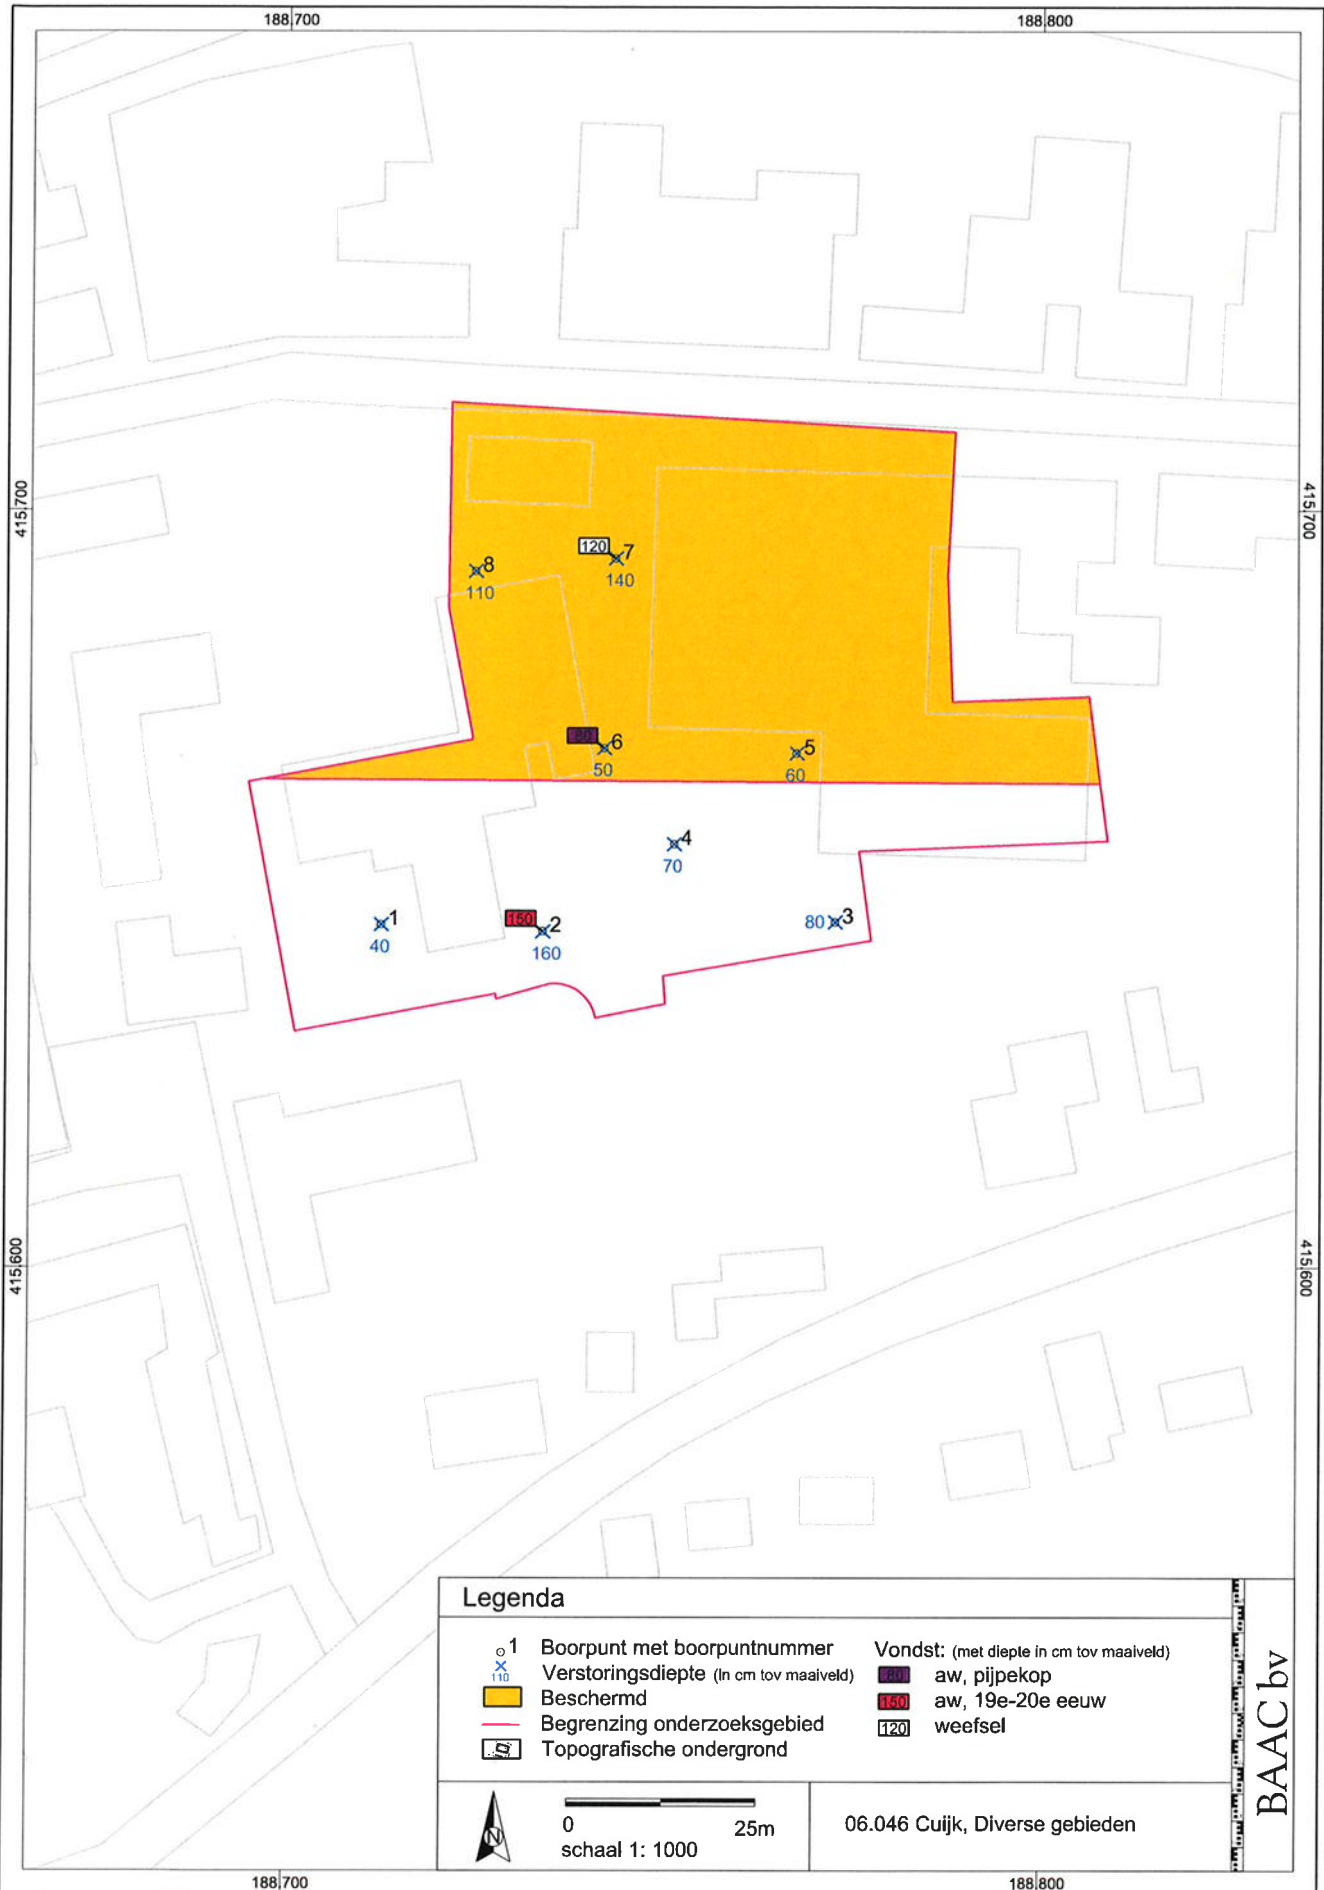 188.700
188.800
415.700
415.700
120
7
140
8
110
80
6
50
5
60
4
70
1
40
150
2
160
80
3
415.600
415.600
Legenda
1 Boorpunt met boorpuntnummer
110 Verstoringsdiepte (in cm tov maaiveld)
Beschermd
Begrenzing onderzoeksgebied
Topografische ondergrond
Vondst: (met diepte in cm tov maaiveld)
80 aw, pijpekop
150 aw, 19e-20e eeuw
120 weefsel
N
0 25m
schaal 1: 1000
06.046 Cuijk, Diverse gebieden
BAAC bv
188.700
188.800